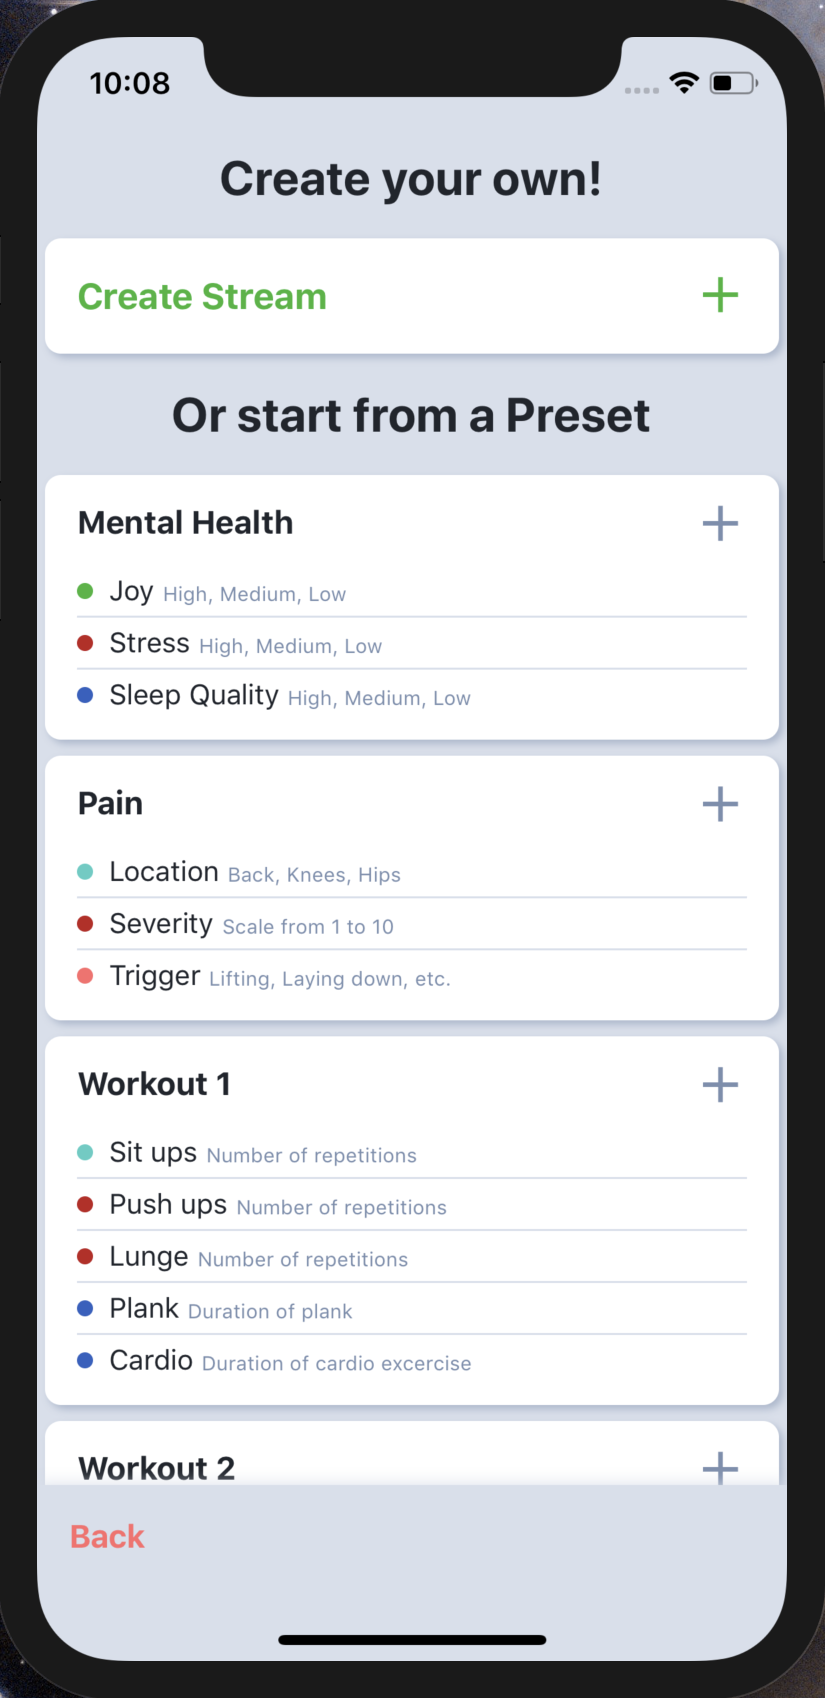 10:08
Create your own!
Create Stream
Or start from a Preset
Mental Health
Joy High, Medium, Low
Stress High, Medium, Low
Sleep Quality High, Medium, Low
Pain
Location Back, Knees, Hips
Severity Scale from 1 to 10
Trigger Lifting, Laying down, etc.
Workout 1
Sit ups Number of repetitions
Push ups Number of repetitions
Lunge Number of repetitions
Plank Duration of plank
Cardio Duration of cardio excercise
Workout 2
Back